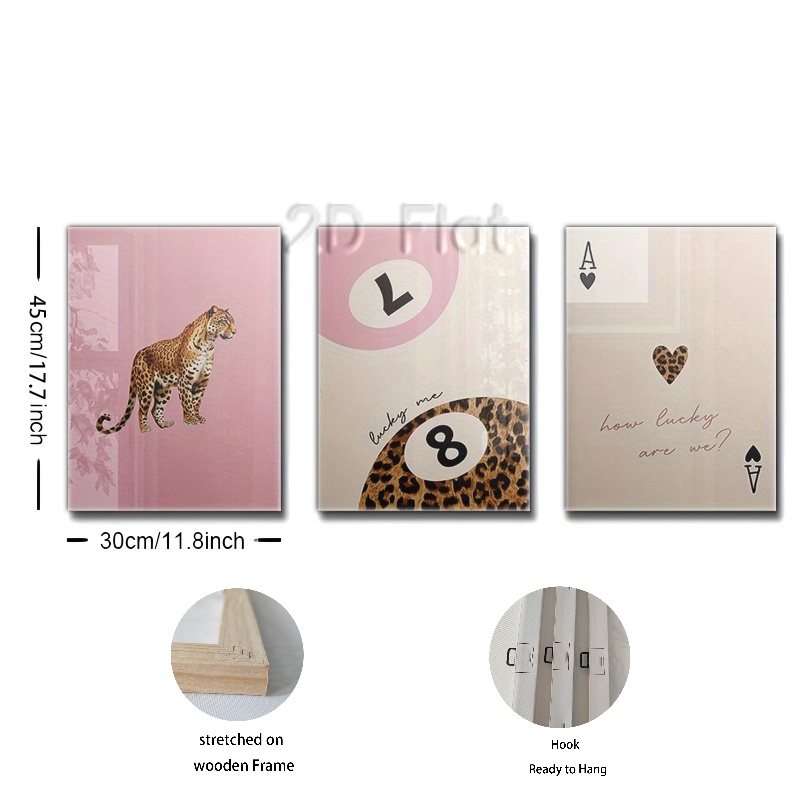 2D Flat
45cm/17.7inch
7
lucky me
8
A
how lucky
are we?
A
30cm/11.8inch
stretched on
wooden Frame
Hook
Ready to Hang